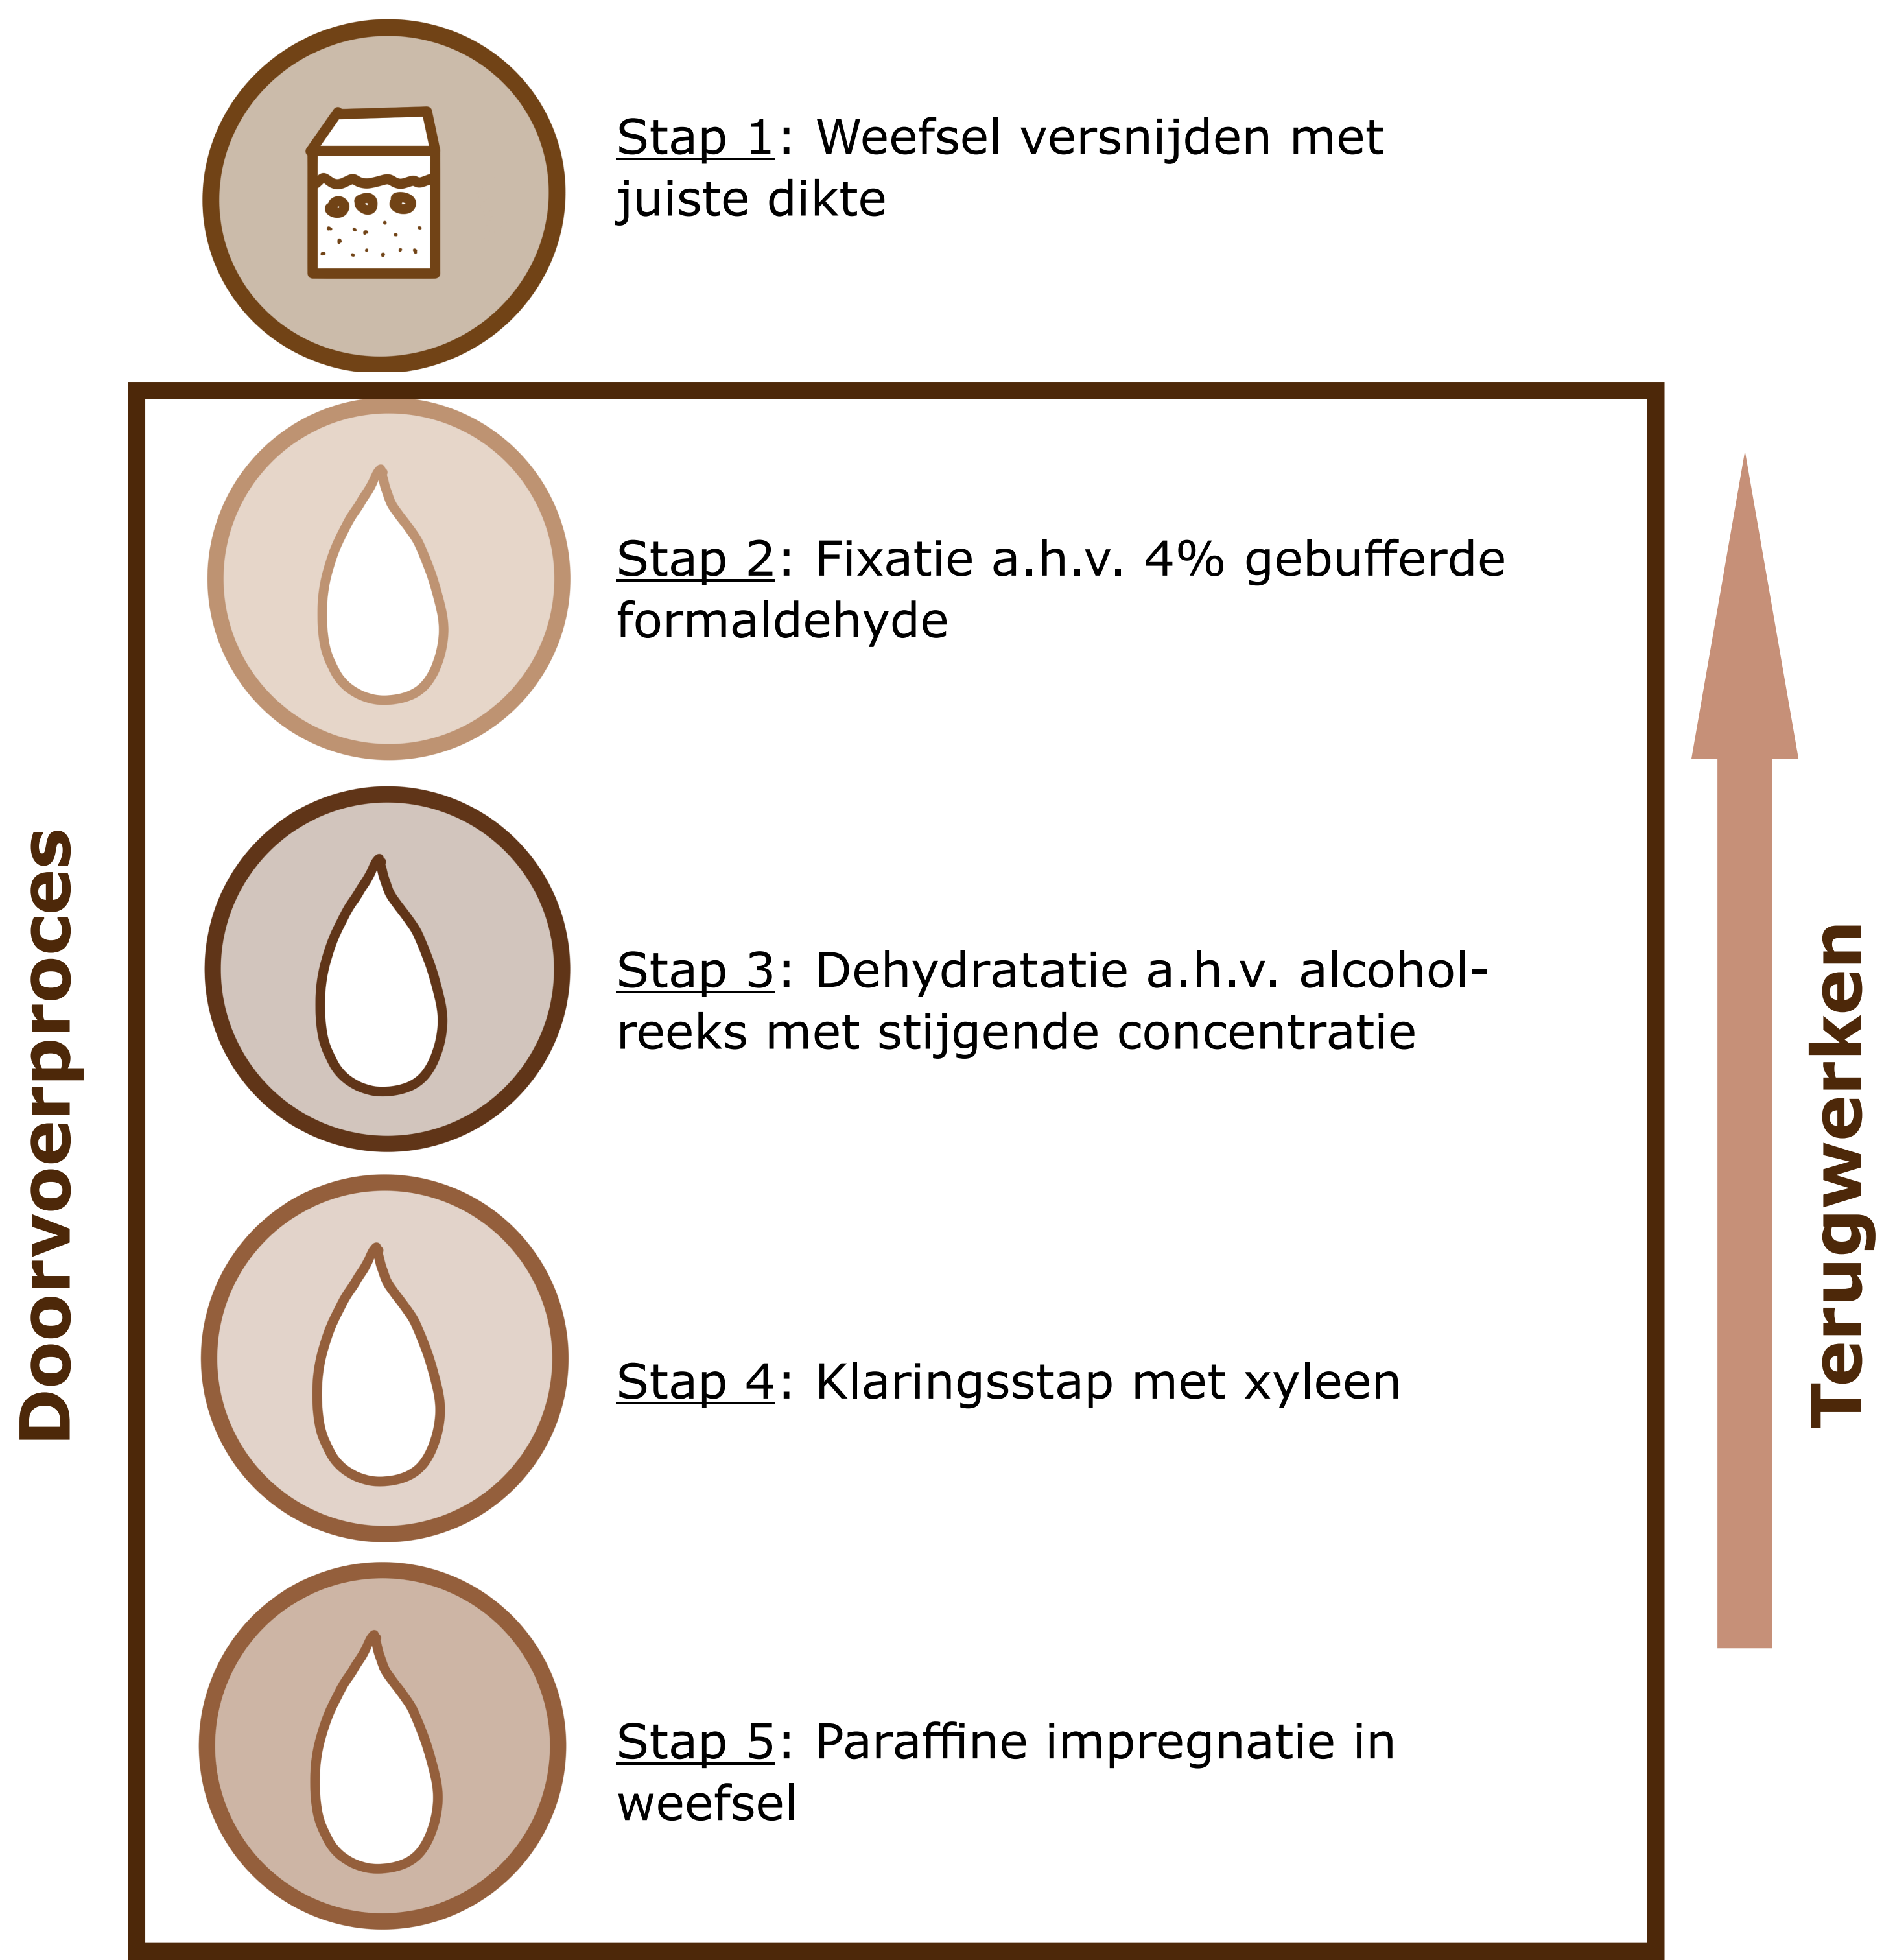 Stap 1: Weefsel versnijden met
juiste dikte
Stap 2: Fixatie a.h.v. 4% gebufferde
formaldehyde
Stap 3: Dehydratatie a.h.v. alcohol-
reeks met stijgende concentratie
Stap 4: Klaringsstap met xyleen
Stap 5: Paraffine impregnatie in
weefsel
Doorvoerproces
Terugwerken